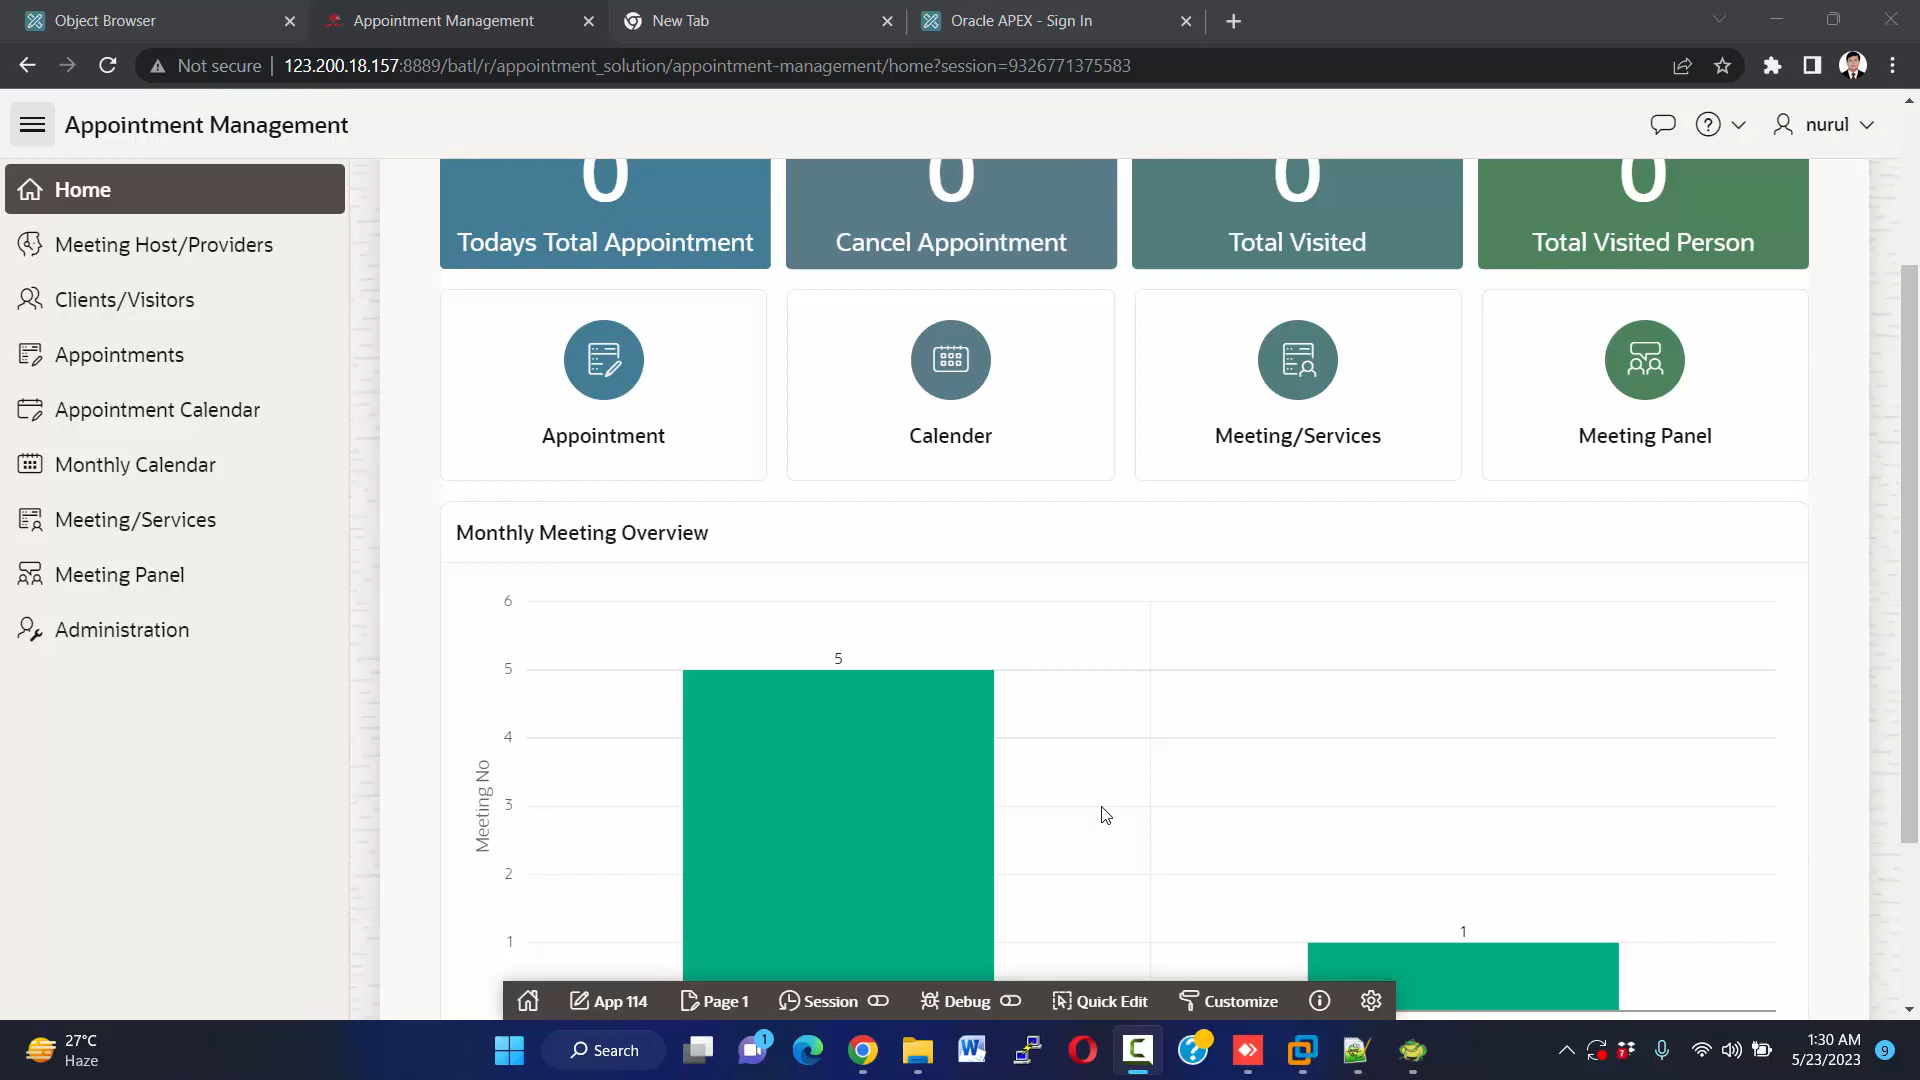 Object Browser
Appointment Management
New Tab
Oracle APEX - Sign In
Not secure
123.200.18.157:8889/batl/r/appointment_solution/appointment-management/home?session=9326771375583
Appointment Management
nurul
Home
Meeting Host/Providers
Clients/Visitors
Appointments
Appointment Calendar
Monthly Calendar
Meeting/Services
Meeting Panel
Administration
0 0 0 0
Todays Total Appointment
Cancel Appointment
Total Visited
Total Visited Person
Appointment
Calender
Meeting/Services
Meeting Panel
Monthly Meeting Overview
6
5
4
3
2
1
Meeting No
5
1
App 114
Page 1
Session
Debug
Quick Edit
Customize
27°C
Haze
Search
1
7
1:30 AM
5/23/2023
9